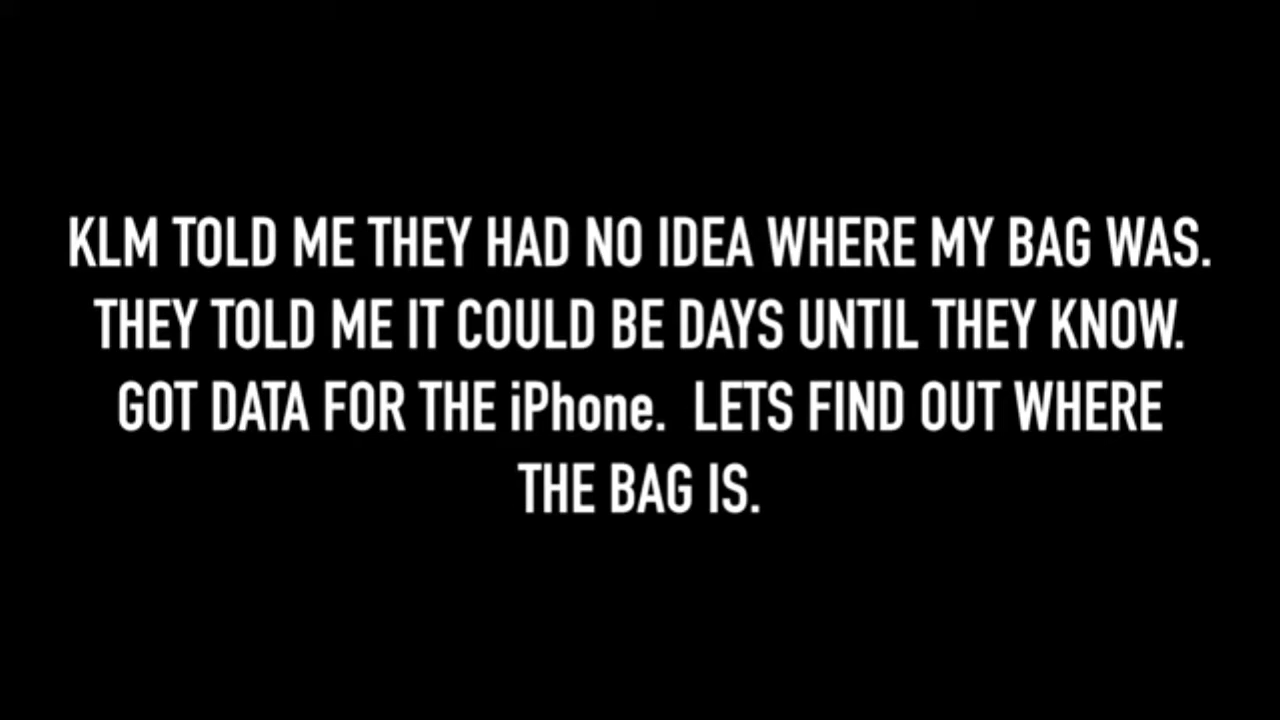 KLM TOLD ME THEY HAD NO IDEA WHERE MY BAG WAS.
THEY TOLD ME IT COULD BE DAYS UNTIL THEY KNOW.
GOT DATA FOR THE iPhone.  LETS FIND OUT WHERE
THE BAG IS.